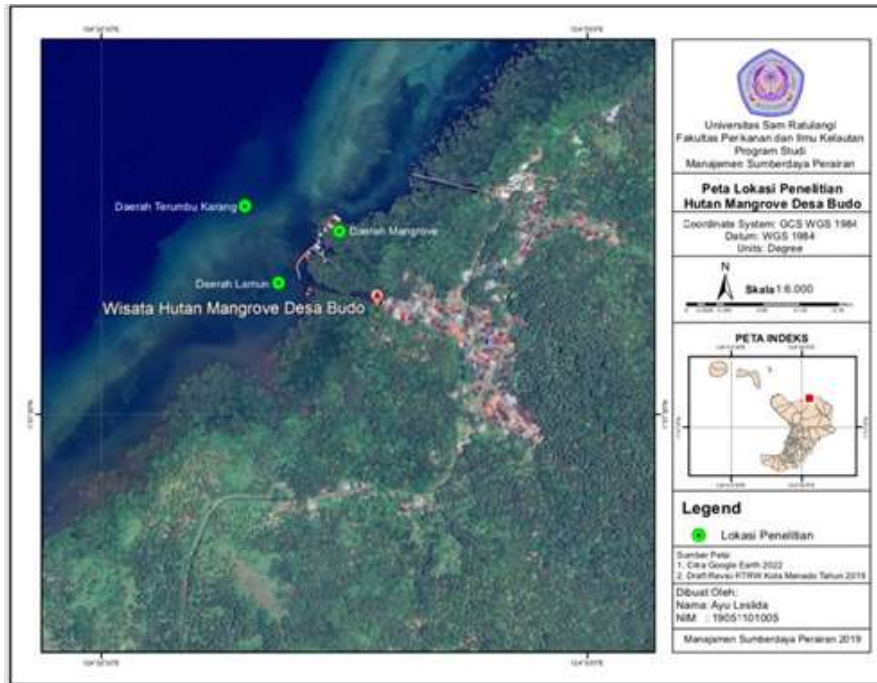 Daerah Terumbu Karang
Daerah Mangrove
Daerah Lamun
Wisata Hutan Mangrove Desa Budo
Universitas Sam Ratulangi
Fakultas Perikanan dan Ilmu Kelautan
Program Studi
Manajemen Sumberdaya Perairan
Peta Lokasi Penelitian
Hutan Mangrove Desa Budo
Coordinate System: GCS WGS 1984
Datum: WGS 1984
Units: Degree
N
Skala 1:6.000
PETA INDEKS
Legend
Lokasi Penelitian
Sumber Peta
1. Citra Google Earth 2022
2. Draft Revisi RTRW Kota Manado Tahun 2019
Dibuat Oleh:
Nama: Ayu Leslida
NIM : 19051101005
Manajemen Sumberdaya Perairan 2019